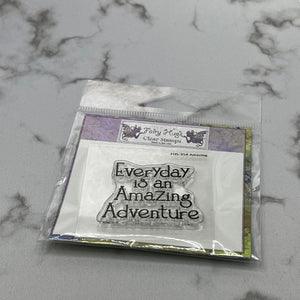 Fairy Hugs
Clear Stamps
Everyday
is an
Amazing
Adventure